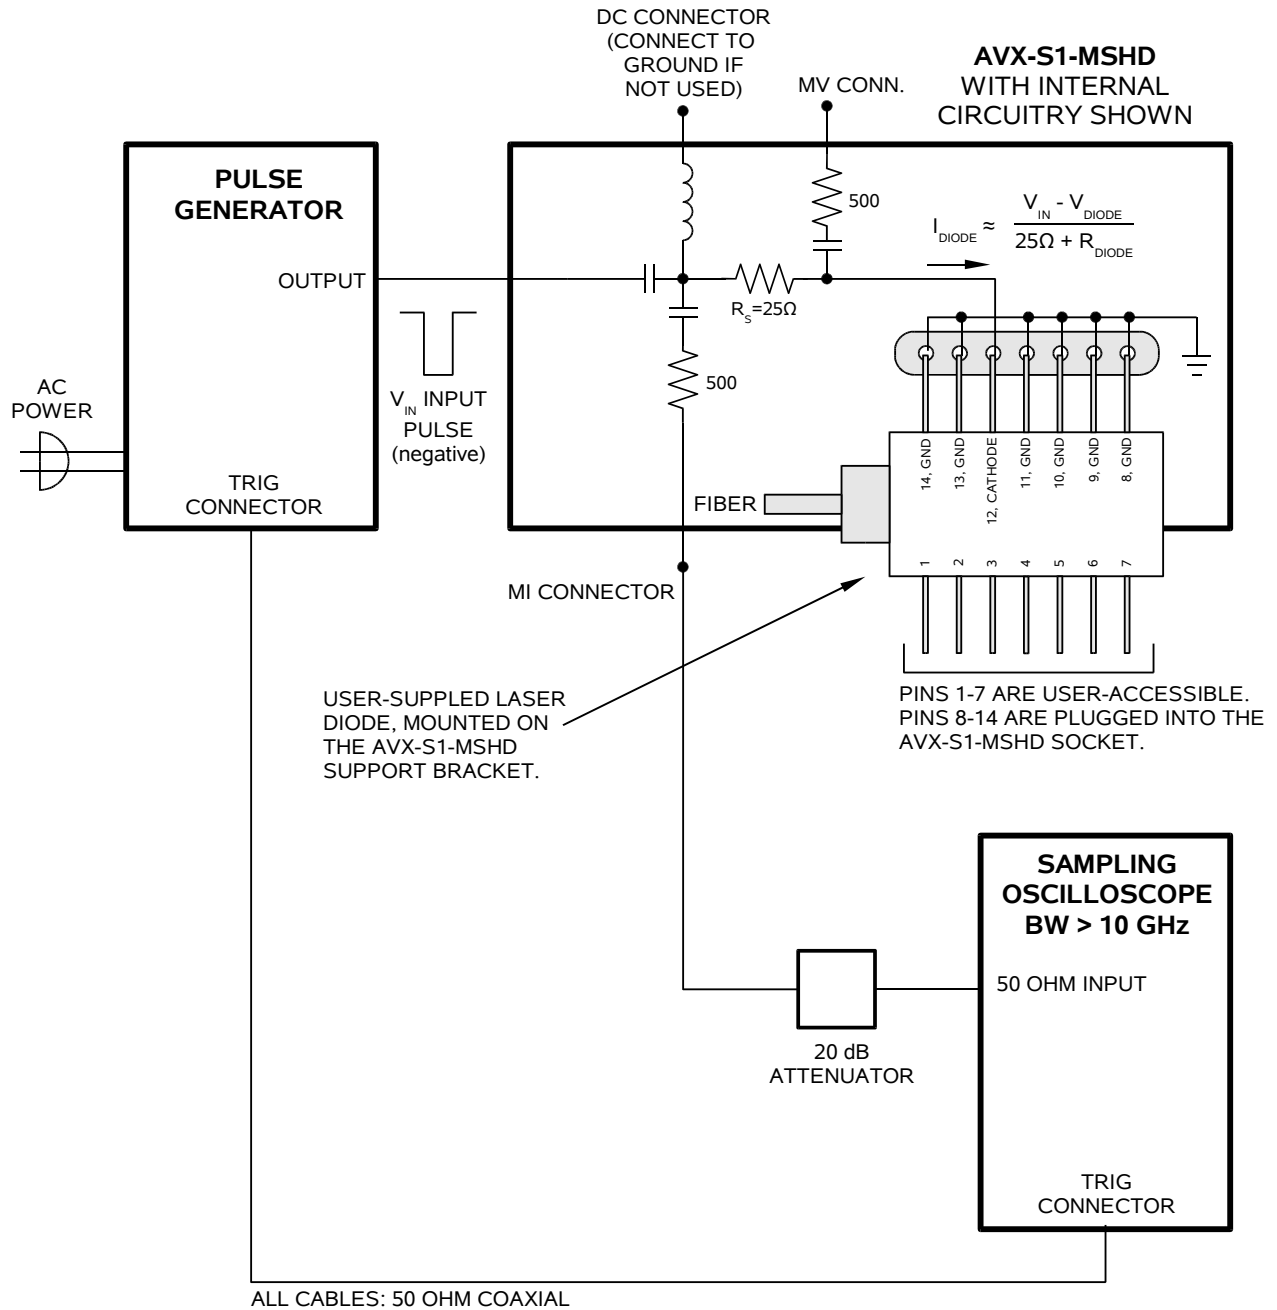 DC CONNECTOR
(CONNECT TO
GROUND IF
NOT USED)
MV CONN.
AVX-S1-MSHD
WITH INTERNAL
CIRCUITRY SHOWN
PULSE
GENERATOR
OUTPUT
500
I DIODE ≈ V IN - V DIODE
25Ω + R DIODE
R S=25Ω
500
AC
POWER
V IN INPUT
PULSE
(negative)
TRIG
CONNECTOR
FIBER
14, GND
13, GND
12, CATHODE
11, GND
10, GND
9, GND
8, GND
1
2
3
4
5
6
7
MI CONNECTOR
USER-SUPPLED LASER
DIODE, MOUNTED ON
THE AVX-S1-MSHD
SUPPORT BRACKET.
PINS 1-7 ARE USER-ACCESSIBLE.
PINS 8-14 ARE PLUGGED INTO THE
AVX-S1-MSHD SOCKET.
SAMPLING
OSCILLOSCOPE
BW > 10 GHz
50 OHM INPUT
20 dB
ATTENUATOR
TRIG
CONNECTOR
ALL CABLES: 50 OHM COAXIAL